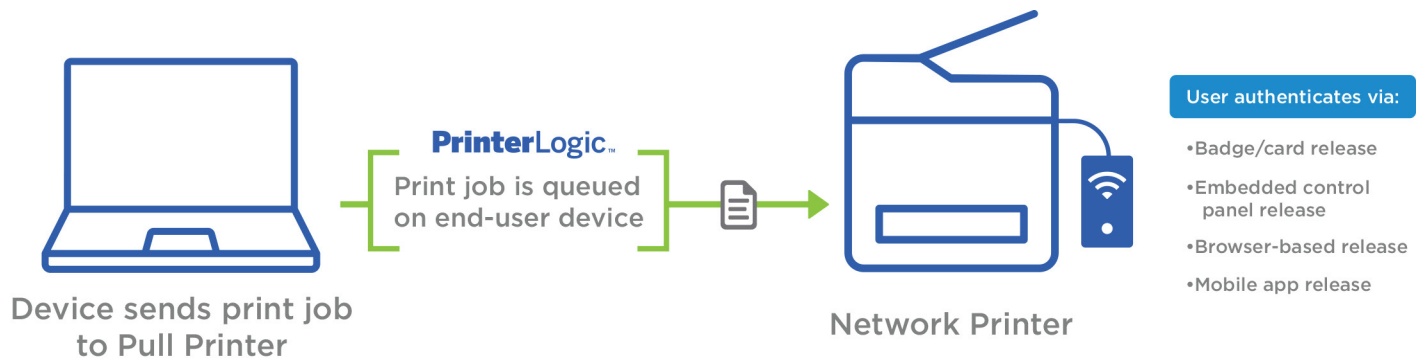 PrinterLogic™
Print job is queued
on end-user device
Device sends print job
to Pull Printer
Network Printer
User authenticates via:
•Badge/card release
•Embedded control
panel release
•Browser-based release
•Mobile app release